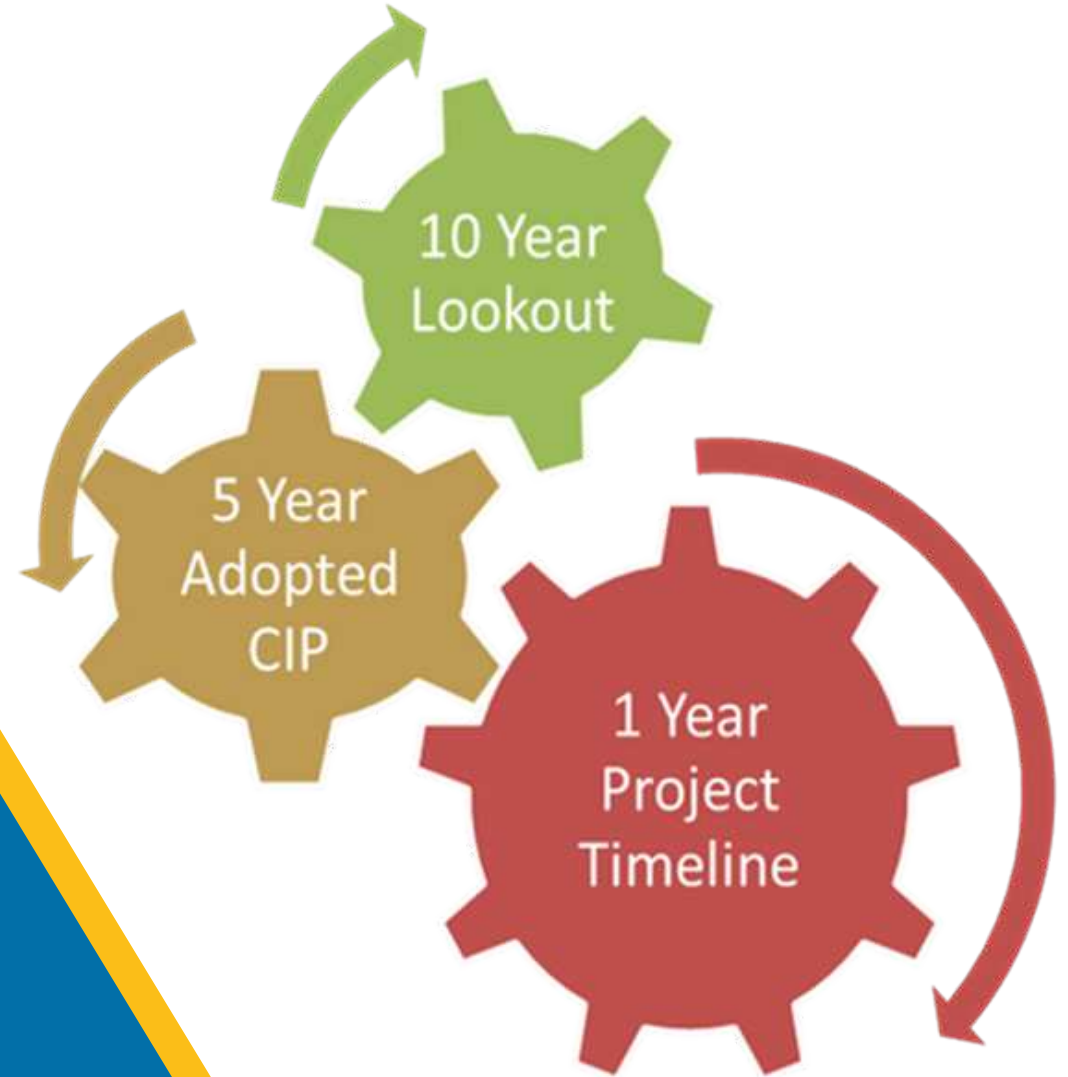 10 Year
Lookout
5 Year
Adopted
CIP
1 Year
Project
Timeline